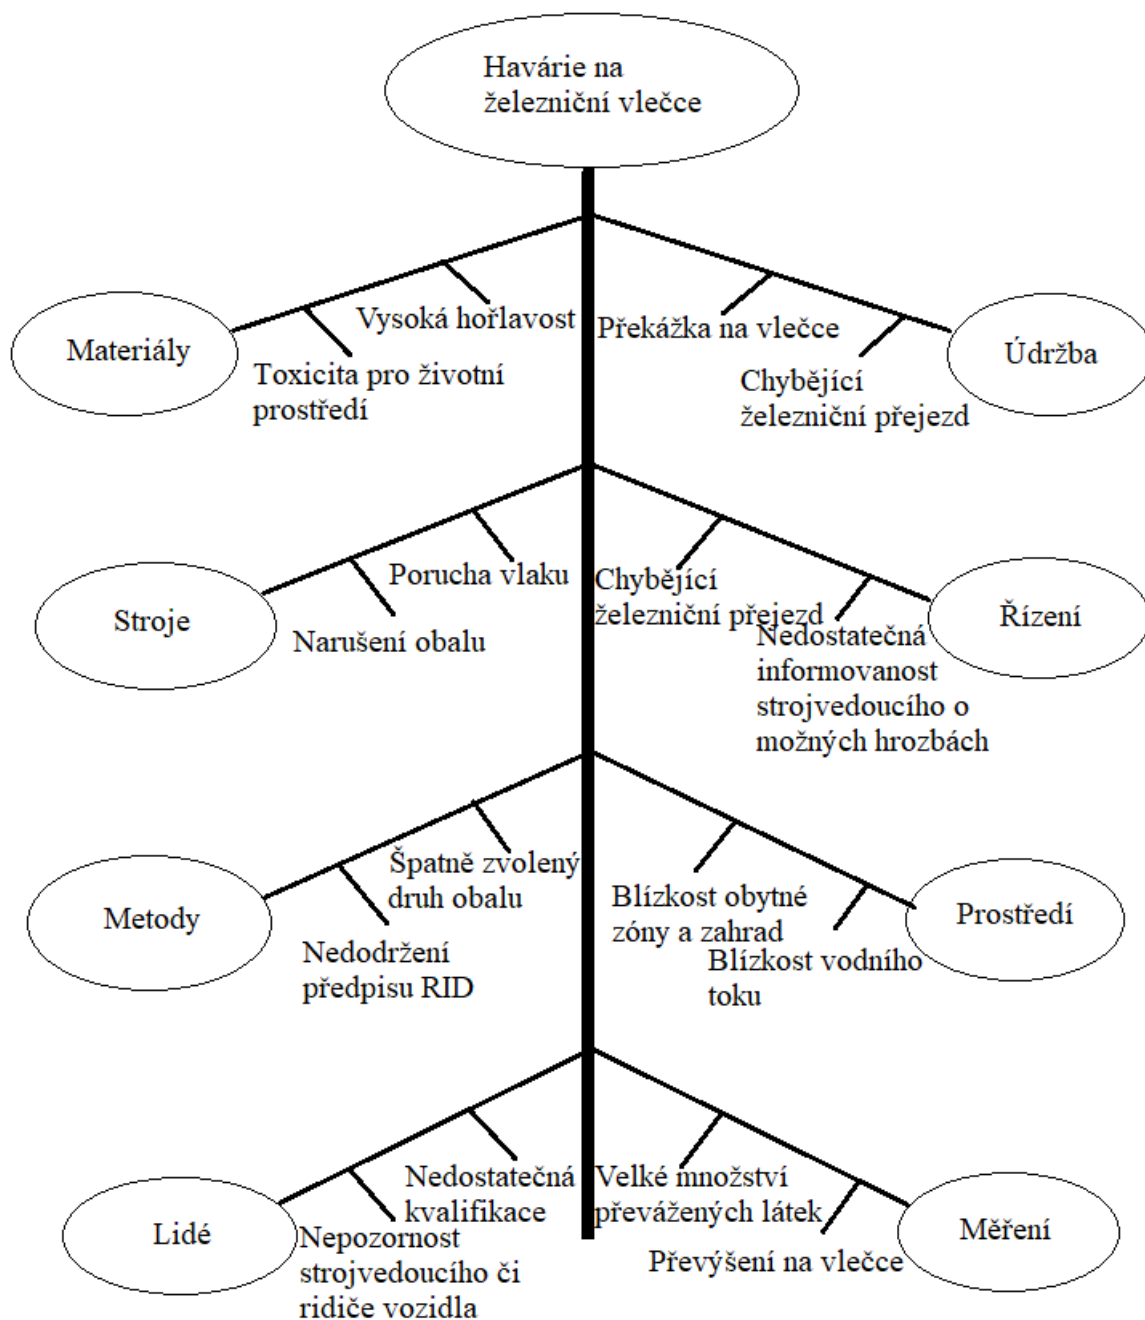 Havárie na
železniční vlečce
Materiály
Vysoká hořlavost
Toxicita pro životní
prostředí
Překážka na vlečce
Chybějící
železniční přejezd
Údržba
Stroje
Porucha vlaku
Narušení obalu
Chybějící
železniční přejezd
Nedostatečná
informovanost
strojvedoucího o
možných hrozbách
Řízení
Metody
Špatně zvolený
druh obalu
Nedodržení
předpisu RID
Blízkost obytné
zóny a zahrad
Blízkost vodního
toku
Prostředí
Lidé
Nedostatečná
kvalifikace
Nepozornost
strojvedoucího či
ridiče vozidla
Velké množství
převážených látek
Převýšení na vlečce
Měření